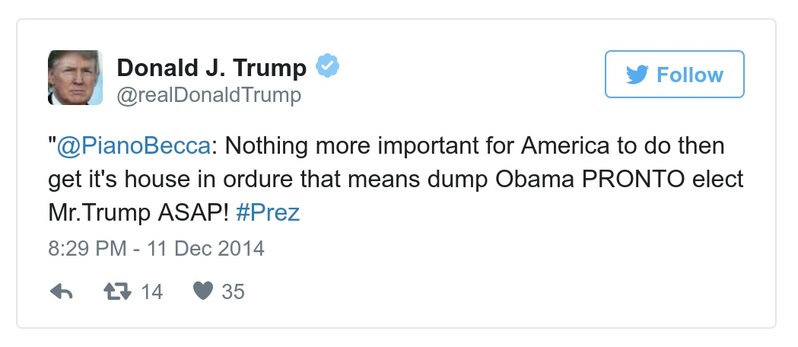 Donald J. Trump
@realDonaldTrump
Follow
"@PianoBecca: Nothing more important for America to do then
get it's house in ordure that means dump Obama PRONTO elect
Mr.Trump ASAP! #Prez
8:29 PM - 11 Dec 2014
14
35